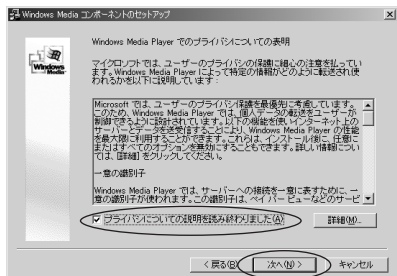 Windows Media コンポーネントのセットアップ
Windows Media Player でのプライバシについての表明
マイクロソフトでは、ユーザーのプライバシの保護に細心の注意を払ってい
ます。Windows Media Player によって特定の情報がどのように転送され使
われるかを以下に説明しています:
Windows
Media
Microsoft では、ユーザーのプライバシ保護を最優先に考慮しています。
このため、Windows Media Player では、個人データの転送をユーザーが
制御できるように設計されています。以下の機能を使いインターネット上の
サーバーとデータを送受信することにより、Windows Media Player の性能
を最大限に利用することができます。これらは、インストール後に、任意に
またはすべてのオプションを無効にすることもできます。詳しい情報につい
ては、[詳細] をクリックしてください。
一意の識別子
Windows Media Player では、サーバーへの接続を一意に表すために、一
意の識別子が使われます。この識別子は、ペイ パー ビューなどのサービ
プライバシについての説明を読み終わりました(A)
詳細(M)...
< 戻る(B)
次へ(N) >
キャンセル